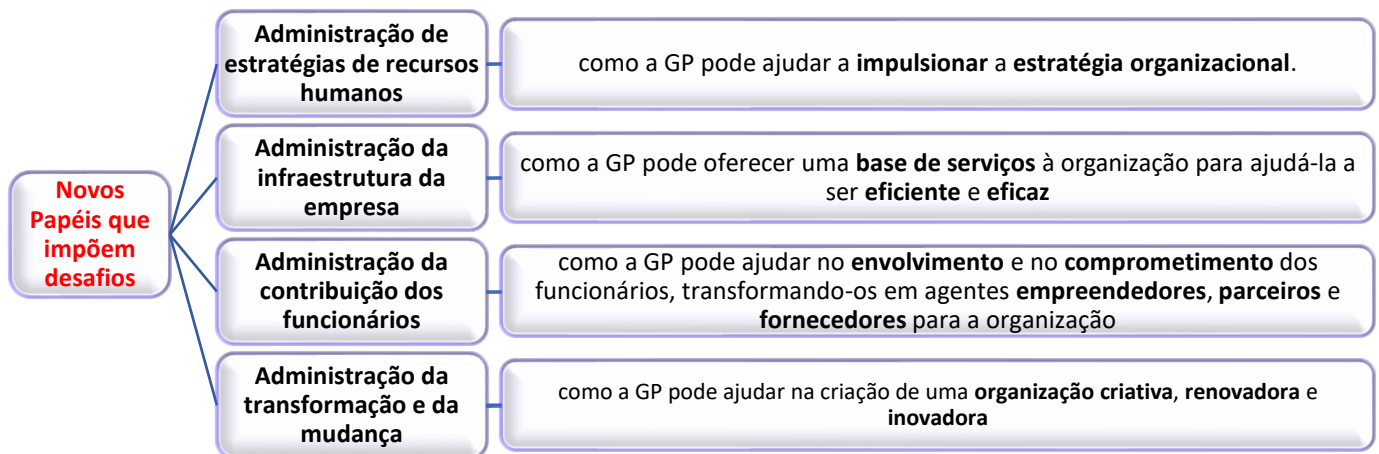 Novos
Papéis que
impõem
desafios
Administração de
estratégias de recursos
humanos
como a GP pode ajudar a impulsionar a estratégia organizacional.
Administração da
infraestrutura da
empresa
como a GP pode oferecer uma base de serviços à organização para ajudá-la a
ser eficiente e eficaz
Administração da
contribuição dos
funcionários
como a GP pode ajudar no envolvimento e no comprometimento dos
funcionários, transformando-os em agentes empreendedores, parceiros e
fornecedores para a organização
Administração da
transformação e da
mudança
como a GP pode ajudar na criação de uma organização criativa, renovadora e
inovadora